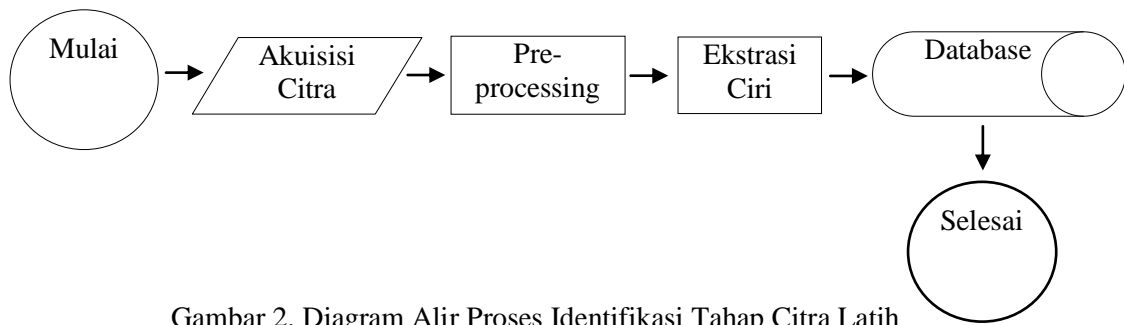 Mulai
Akuisisi
Citra
Pre-
processing
Ekstrasi
Ciri
Database
Selesai
Gambar 2. Diagram Alir Proses Identifikasi Tahap Citra Latih